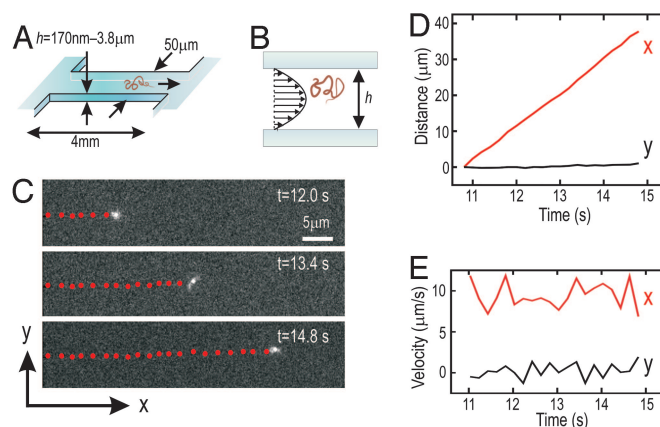 A
h=170nm–3.8μm
50μm
4mm
B
h
C
t=12.0 s
5μm
t=13.4 s
t=14.8 s
y
x
D
Distance (μm)
40
30
20
10
0
x
y
11 12 13 14 15
Time (s)
E
Velocity (μm/s)
10
0
x
y
11 12 13 14 15
Time (s)